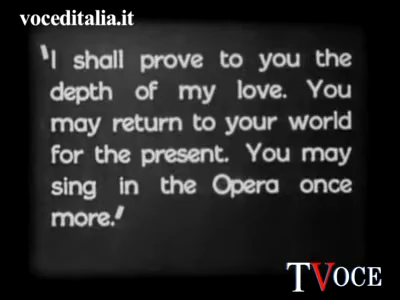 voceditalia.it
"I shall prove to you the
depth of my love. You
may return to your world
for the present. You may
sing in the Opera once
more."
TVOCE